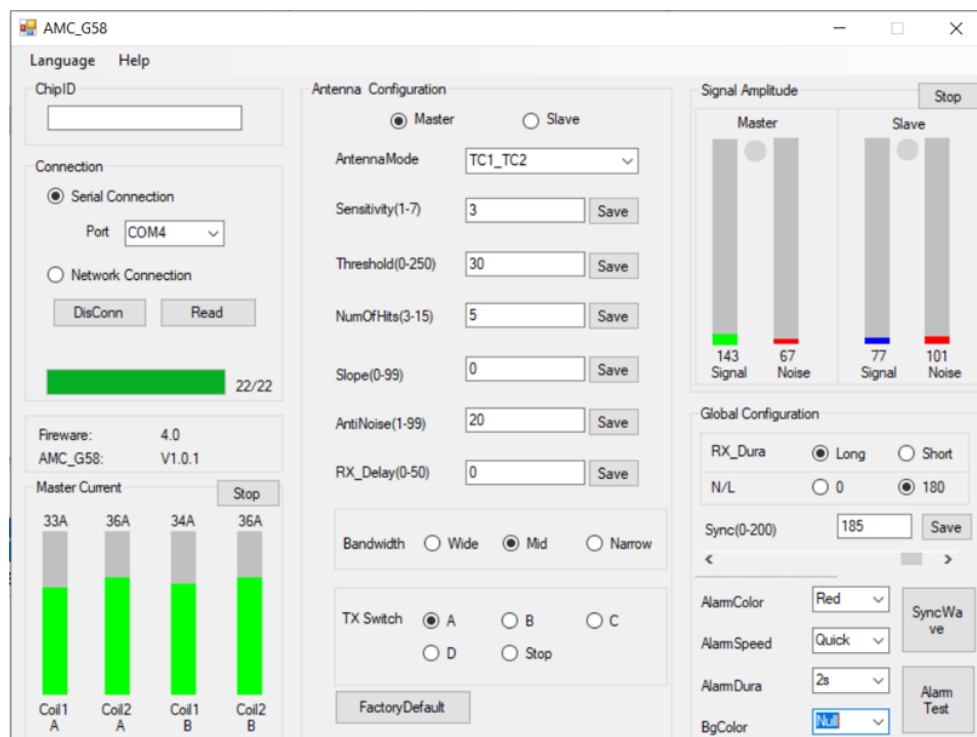 AMC_G58
Language Help
ChipID
Connection
Serial Connection
Port COM4
Network Connection
DisConn Read
22/22
Fireware: 4.0
AMC_G58: V1.0.1
Master Current
Stop
33A 36A 34A 36A
Coil1 Coil2 Coil1 Coil2
A A B B
Antenna Configuration
Master Slave
AntennaMode TC1_TC2
Sensitivity(1-7) 3 Save
Threshold(0-250) 30 Save
NumOfHits(3-15) 5 Save
Slope(0-99) 0 Save
AntiNoise(1-99) 20 Save
RX_Delay(0-50) 0 Save
Bandwidth Wide Mid Narrow
TX Switch A B C
D Stop
FactoryDefault
Signal Amplitude
Stop
Master Slave
143 67 77 101
Signal Noise Signal Noise
Global Configuration
RX_Dura Long Short
N/L 0 180
Sync(0-200) 185 Save
AlarmColor Red
AlarmSpeed Quick
SyncWa
ve
AlarmDura 2s
BgColor Null
Alarm
Test